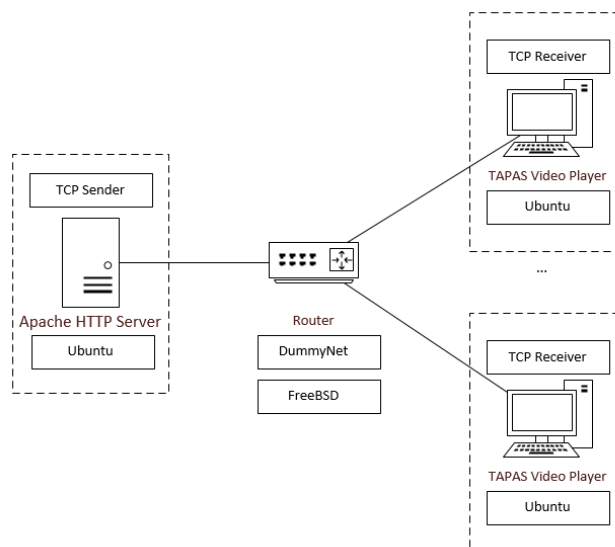 TCP Sender
Apache HTTP Server
Ubuntu
Router
DummyNet
FreeBSD
TCP Receiver
TAPAS Video Player
Ubuntu
...
TCP Receiver
TAPAS Video Player
Ubuntu